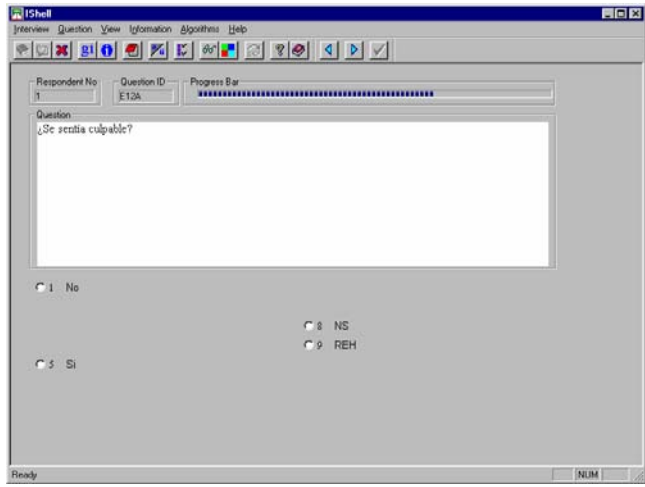 IShell
Interview Question View Information Algorithms Help
g1
Respondent No
Question ID
Progress Bar
1
E12A
Question
¿Se sentía culpable?
1 No
8 NS
9 REH
5 Sí
Ready
NUM